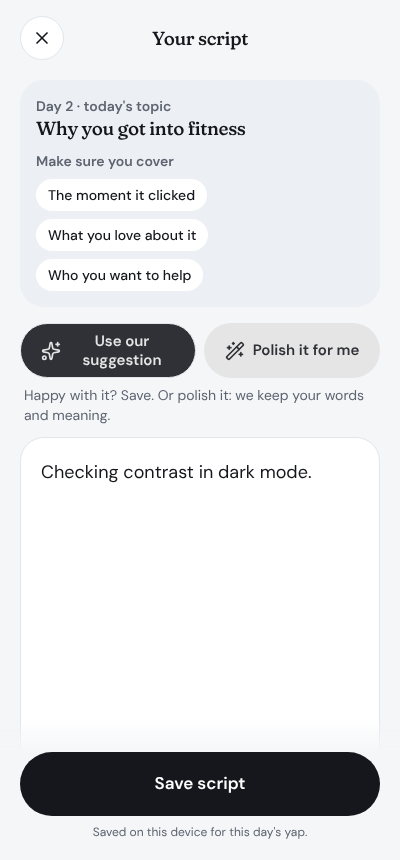 Your script
Day 2 · today's topic
Why you got into fitness
Make sure you cover
The moment it clicked
What you love about it
Who you want to help
Use our
suggestion
Polish it for me
Happy with it? Save. Or polish it: we keep your words
and meaning.
Checking contrast in dark mode.
Save script
Saved on this device for this day's yap.